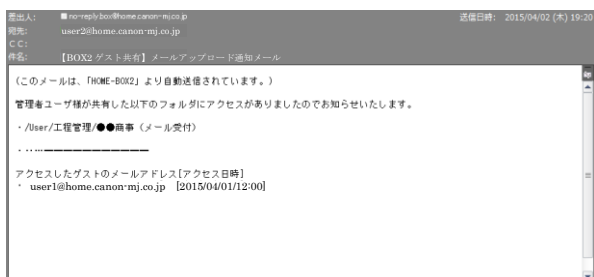 差出人: no-reply-box@home.canon-mj.co.jp 送信日時: 2015/04/02 (木) 19:20
宛先: user2@home.canon-mj.co.jp
CC:
件名: 【BOX2 ゲスト共有】メールアップロード通知メール
(このメールは、「HOME-BOX2」より自動送信されています。)
管理者ユーザ様が共有した以下のフォルダにアクセスがありましたのでお知らせいたします。
・/User/工程管理/●●商事（メール受付）
アクセスしたゲストのメールアドレス[アクセス日時]
・ user1@home.canon-mj.co.jp [2015/04/01/12:00]